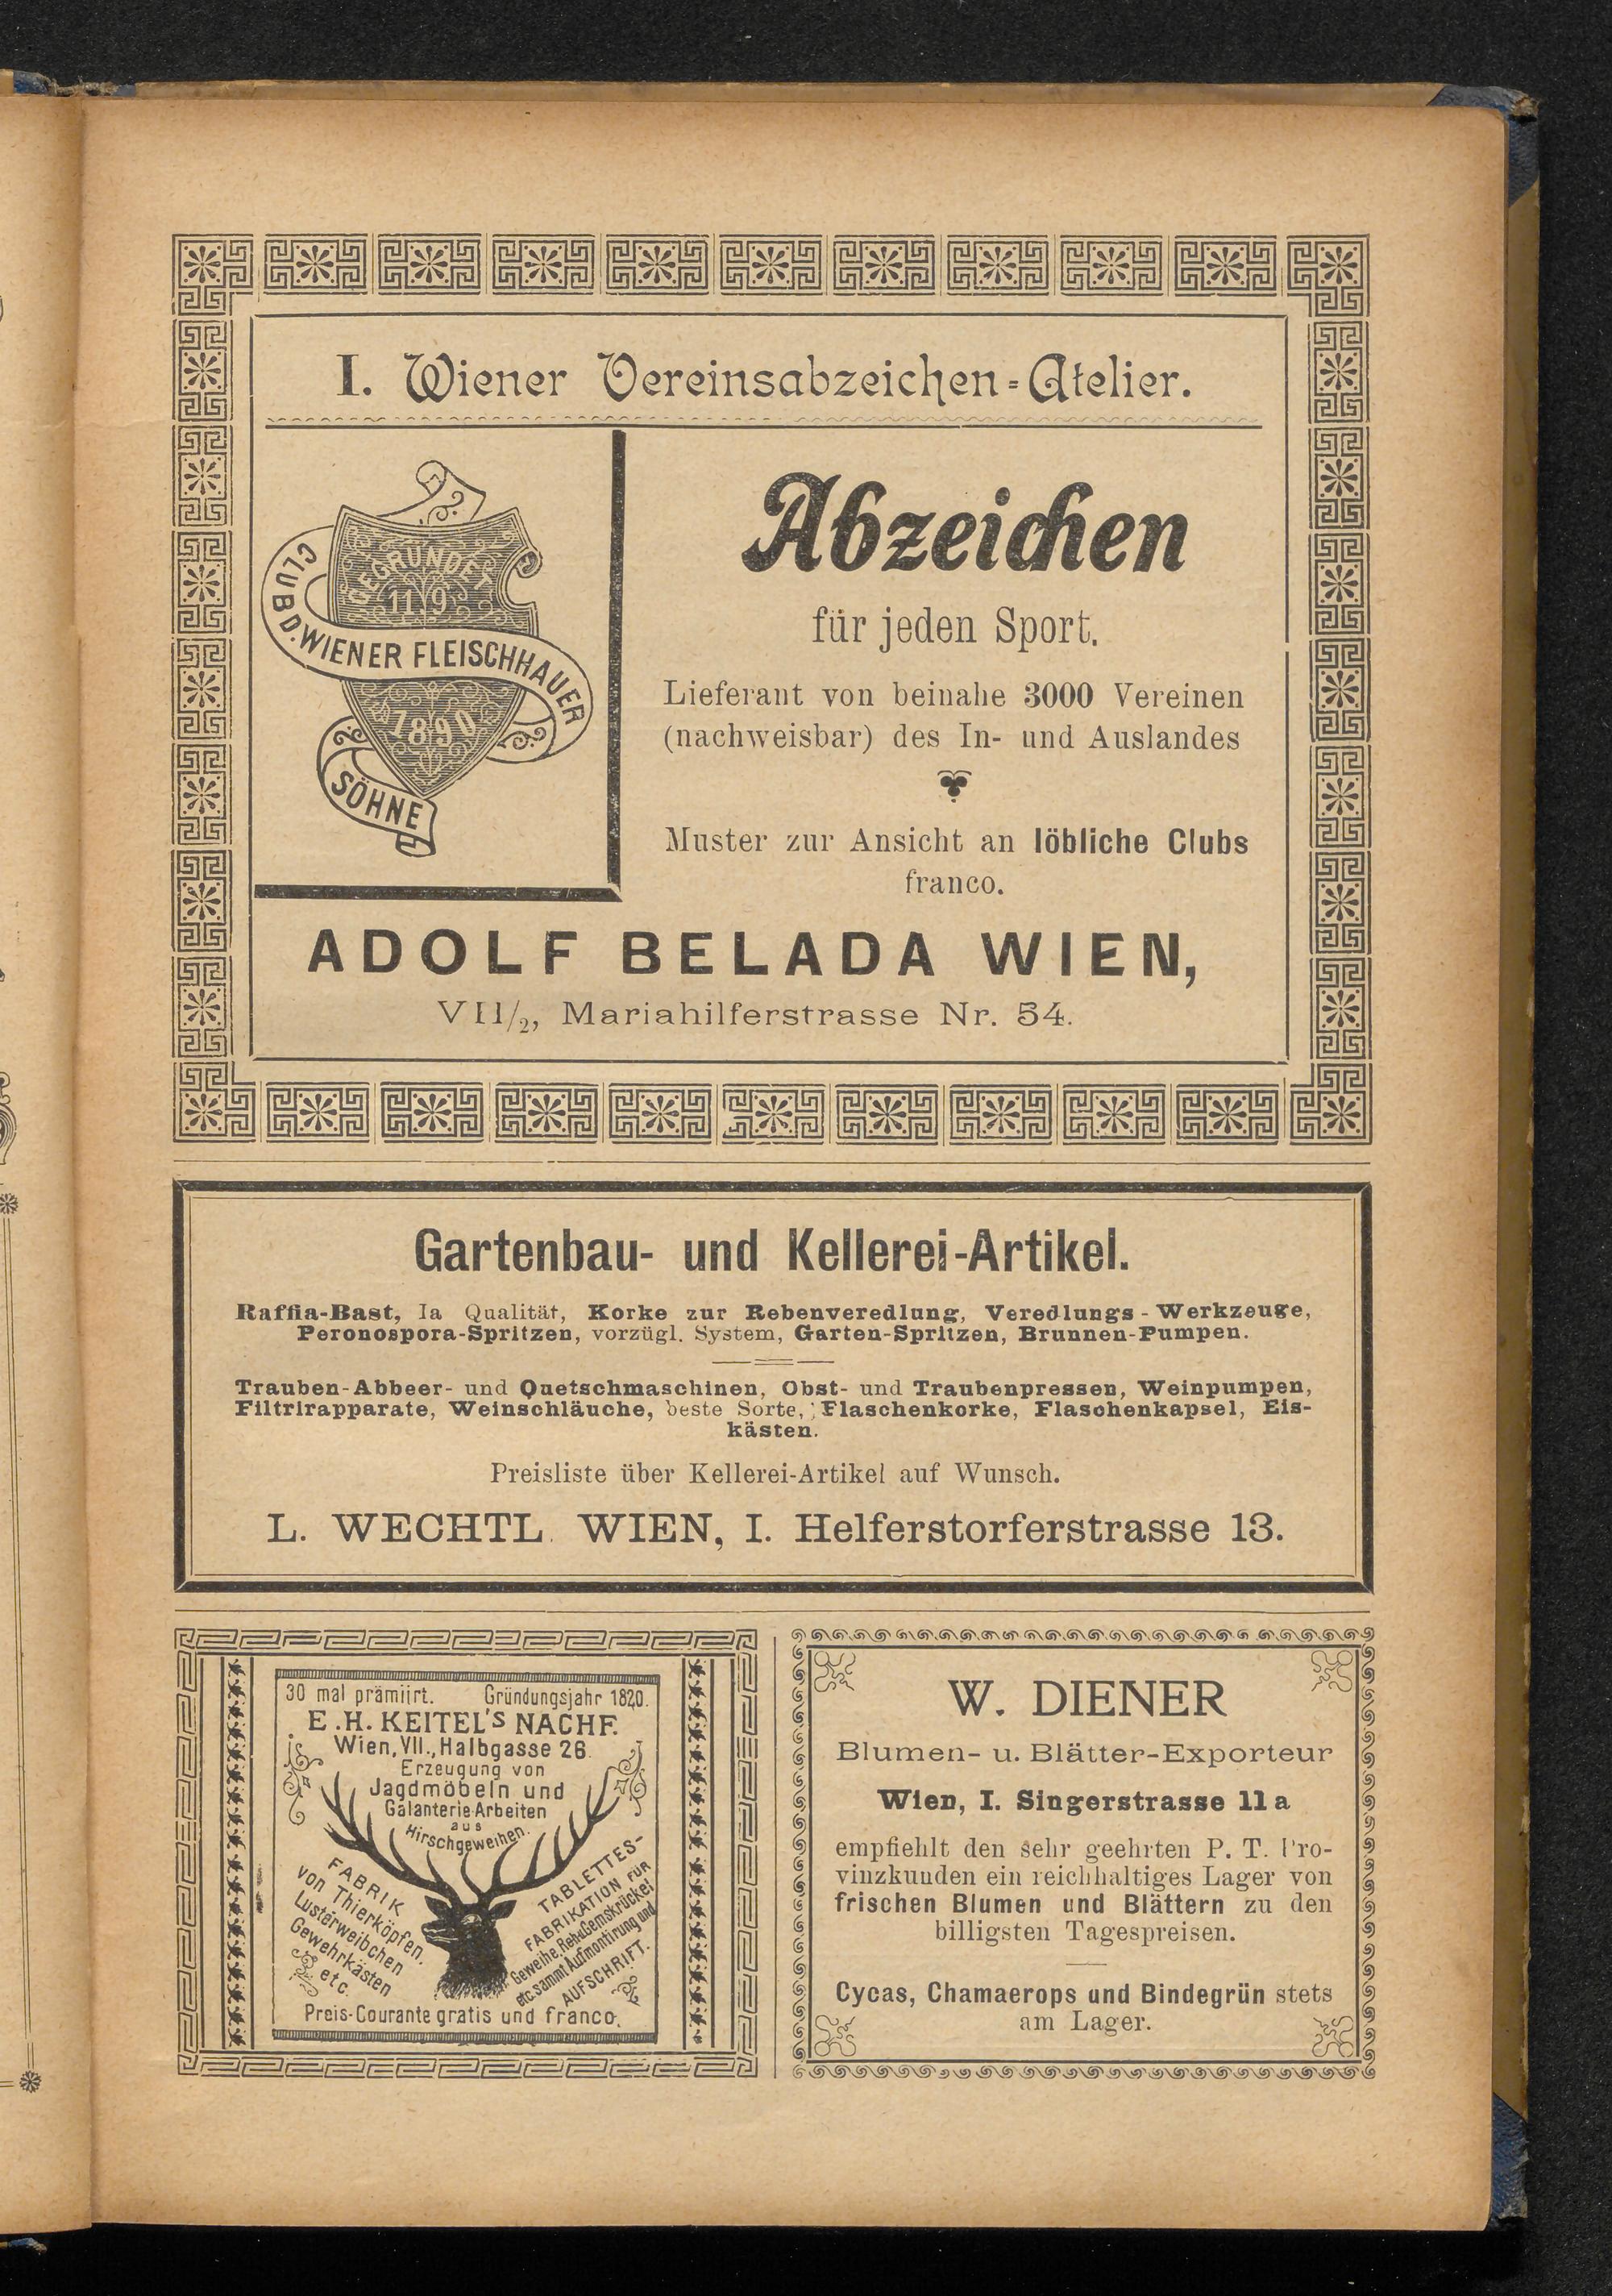 I. Wiener Vereinsabzeichen-Atelier.
GEGRÜNDET
11 9
CLUB D. WIENER FLEISCHHAUER
1890
SÖHNE
Abzeichen
für jeden Sport.
Lieferant von beinahe 3000 Vereinen
(nachweisbar) des In- und Auslandes
Muster zur Ansicht an löbliche Clubs
franco.
ADOLF BELADA WIEN,
VII/2, Mariahilferstrasse Nr. 54.
Gartenbau- und Kellerei-Artikel.
Raffia-Bast, Ia Qualität, Korke zur Rebenveredlung, Veredlungs-Werkzeuge,
Peronospora-Spritzen, vorzügl. System, Garten-Spritzen, Brunnen-Pumpen.
Trauben-Abbeer- und Quetschmaschinen, Obst- und Traubenpressen, Weinpumpen,
Filtrirapparate, Weinschläuche, beste Sorte, Flaschenkorke, Flaschenkapsel, Eis-
kästen.
Preisliste über Kellerei-Artikel auf Wunsch.
L. WECHTL. WIEN, I. Helferstorferstrasse 13.
30 mal prämiirt. Gründungsjahr 1820.
E.H. KEITEL'S NACHF.
Wien, VII., Halbgasse 26.
Erzeugung von
Jagdmöbeln und
Galanterie-Arbeiten
aus
Hirschgeweihen.
FABRIK
von Thierköpfen,
Lusterweibchen
Gewehrkästen
etc.
TABLETTES-
FABRIKATION FÜR
Geweihe, Reh-u. Gemskrückel
etc. sammt Aufmontirung und
AUFSCHRIFT.
Preis-Courante gratis und franco.
W. DIENER
Blumen- u. Blätter-Exporteur
Wien, I. Singerstrasse 11a
empfiehlt den sehr geehrten P. T. Pro-
vinzkunden ein reichhaltiges Lager von
frischen Blumen und Blättern zu den
billigsten Tagespreisen.
Cycas, Chamaerops und Bindegrün stets
am Lager.